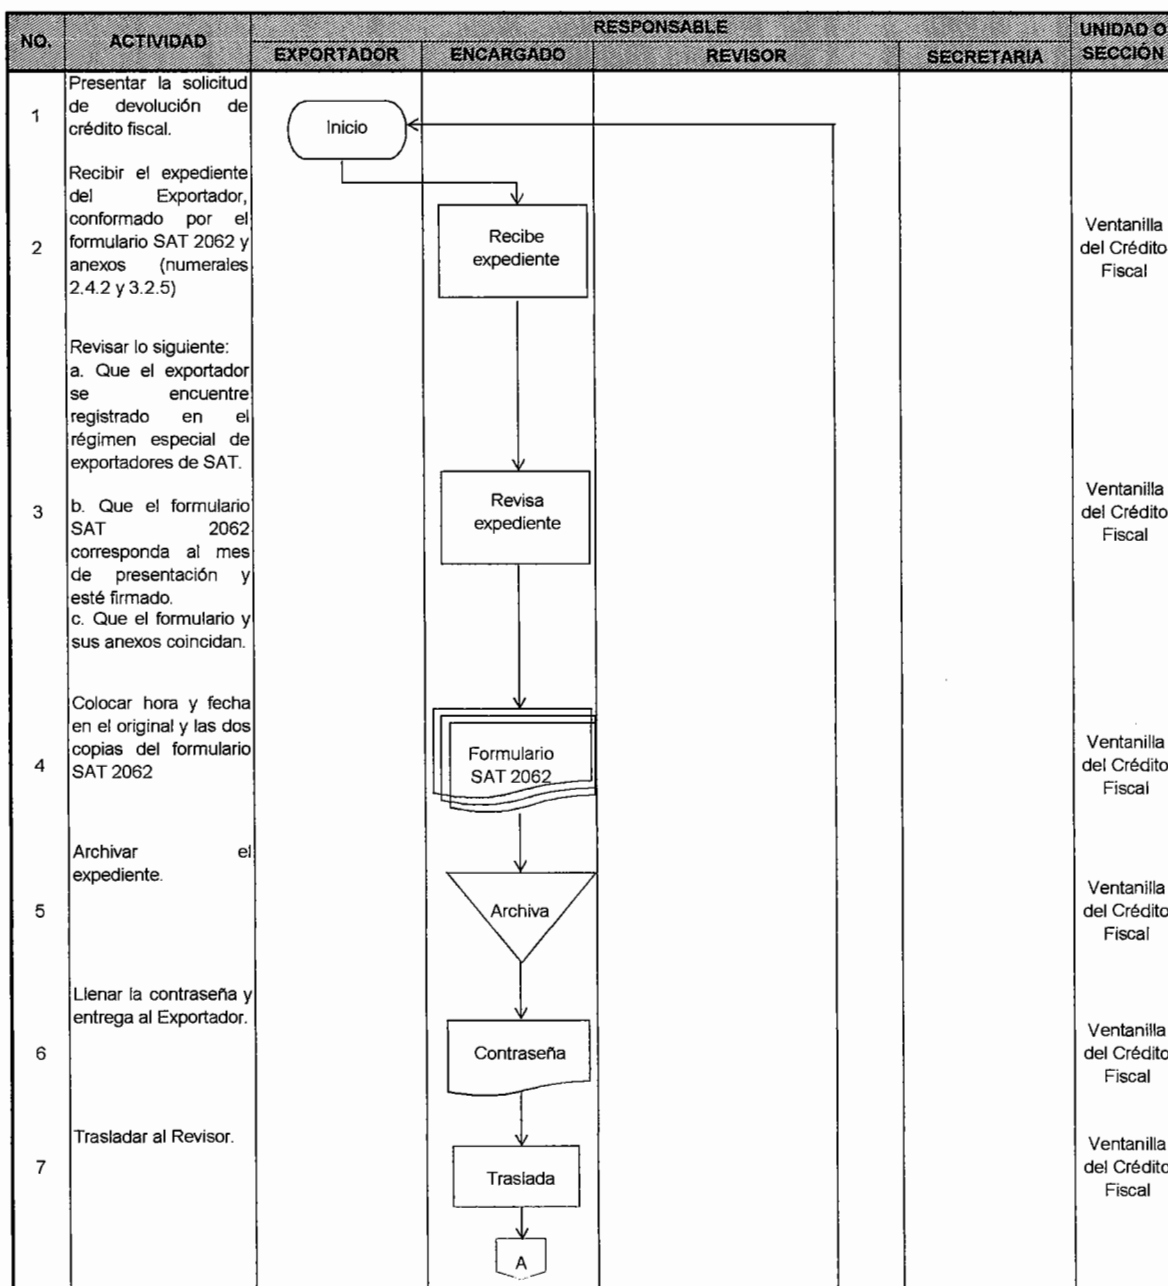 NO.
ACTIVIDAD
RESPONSABLE
UNIDAD O
SECCIÓN
EXPORTADOR
ENCARGADO
REVISOR
SECRETARIA
1
Presentar la solicitud
de devolución de
crédito fiscal.
Inicio
2
Recibir el expediente
del Exportador,
conformado por el
formulario SAT 2062 y
anexos (numerales
2.4.2 y 3.2.5)
Recibe
expediente
Ventanilla
del Crédito
Fiscal
3
Revisar lo siguiente:
a. Que el exportador
se encuentre
registrado en el
régimen especial de
exportadores de SAT.
b. Que el formulario
SAT 2062
corresponda al mes
de presentación y
esté firmado.
c. Que el formulario y
sus anexos coincidan.
Revisa
expediente
Ventanilla
del Crédito
Fiscal
4
Colocar hora y fecha
en el original y las dos
copias del formulario
SAT 2062
Formulario
SAT 2062
Ventanilla
del Crédito
Fiscal
5
Archivar el
expediente.
Archiva
Ventanilla
del Crédito
Fiscal
6
Llenar la contraseña y
entrega al Exportador.
Contraseña
Ventanilla
del Crédito
Fiscal
7
Trasladar al Revisor.
Traslada
Ventanilla
del Crédito
Fiscal
A